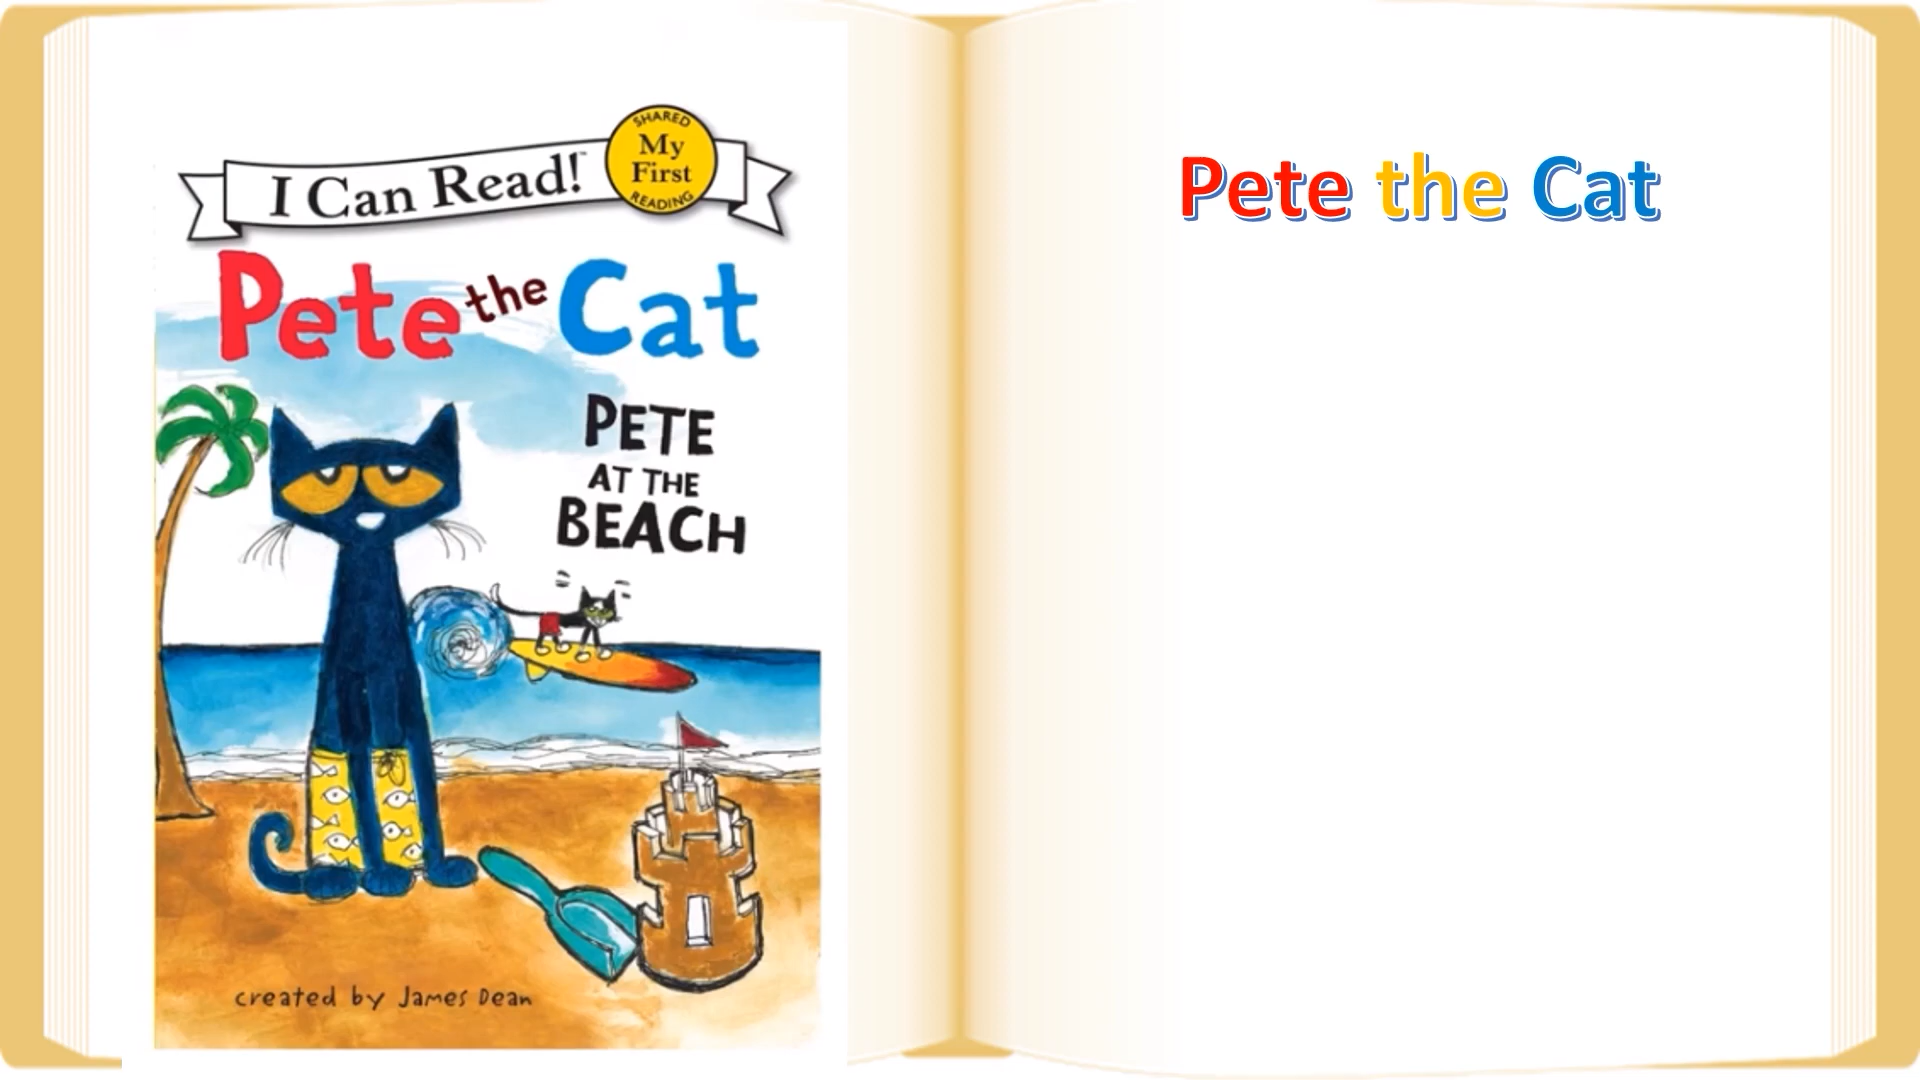 I Can Read!™
SHARED
My
First
READING
Pete the Cat
PETE
AT THE
BEACH
created by James Dean
Pete the Cat